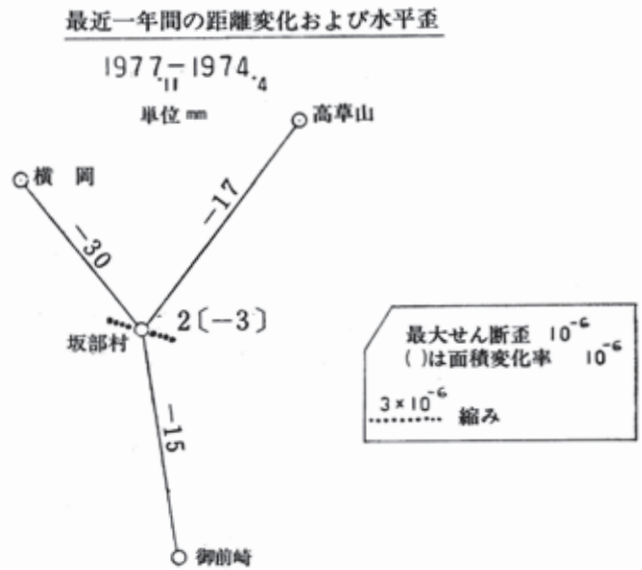 最近一年間の距離変化および水平歪
1977.11－1974.4
単位 mm
高草山
横岡
－17
－30
2〔－3〕
坂部村
－15
御前崎
最大せん断歪 10⁻⁶
( )は面積変化率 10⁻⁶
3×10⁻⁶
縮み